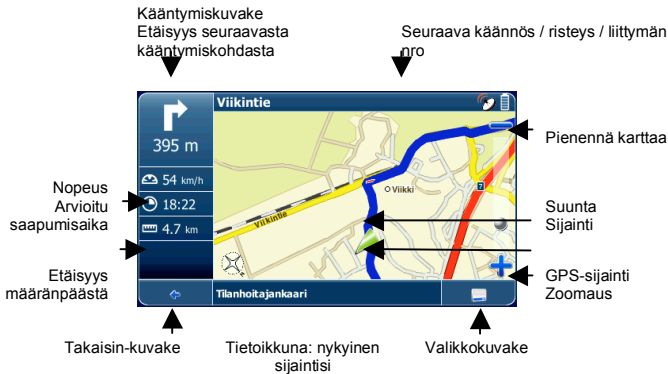 Kääntymiskuvake
Etäisyys seuraavasta
kääntymiskohdasta
Seuraava käännös / risteys / liittymän
nro
Viikintie
395 m
54 km/h
18:22
4.7 km
Viikki
Viikintie
7
Tilanhoitajankaari
Pienennä karttaa
Nopeus
Arvioitu
saapumisaika
Suunta
Sijainti
Etäisyys
määränpäästä
GPS-sijainti
Zoomaus
Takaisin-kuvake
Tietoikkuna: nykyinen
sijaintisi
Valikkokuvake